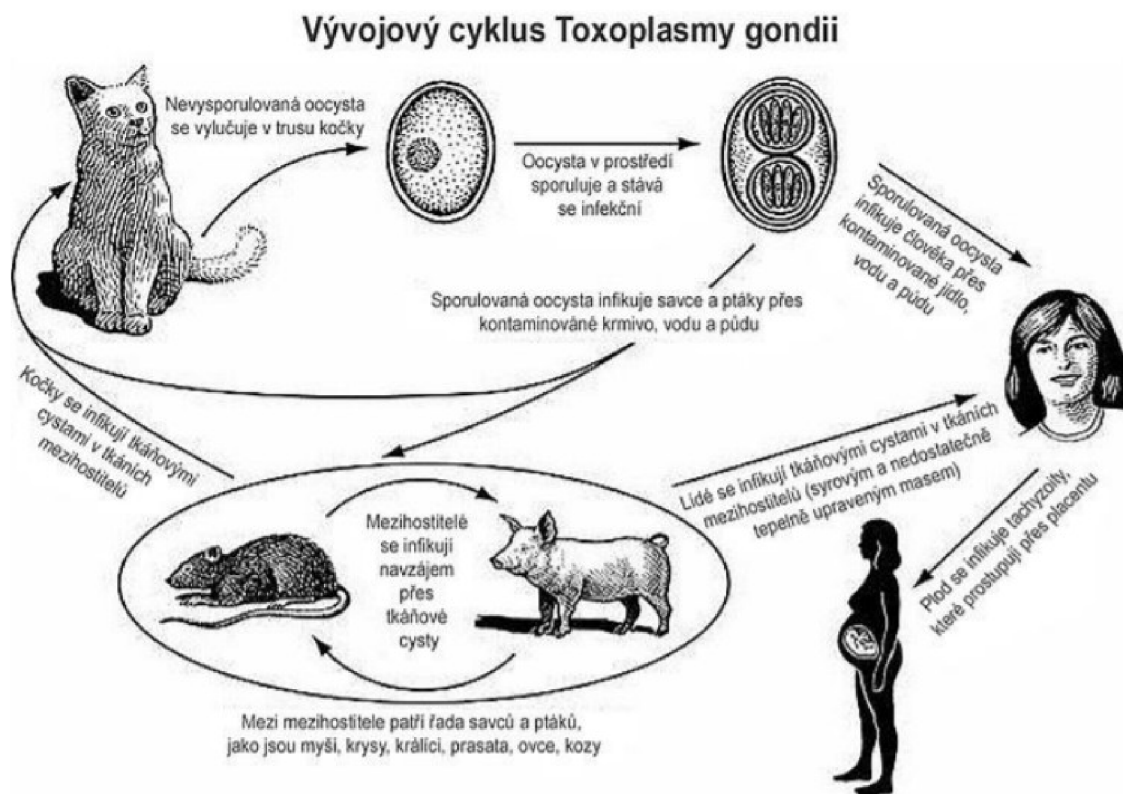 Vývojový cyklus Toxoplasmy gondii
Nevysporulovaná oocysta
se vylučuje v trusu kočky
Oocysta v prostředí
sporuluje a stává
se infekční
Sporulovaná oocysta
infikuje člověka přes
kontaminované jídlo,
vodu a půdu
Sporulovaná oocysta infikuje savce a ptáky přes
kontaminováné krmivo, vodu a půdu
Kočky se infikují tkáňovými
cystami v tkáních
mezihostitelů
Lidé se infikují tkáňovými cystami v tkáních
mezihostitelů (syrovým a nedostatečně
tepelně upraveným masem)
Mezihostitelé
se infikují
navzájem
přes
tkáňové
cysty
Plod se infikuje tachyzoity,
které prostupují přes placentu
Mezi mezihostitele patří řada savců a ptáků,
jako jsou myši, krysy, králíci, prasata, ovce, kozy